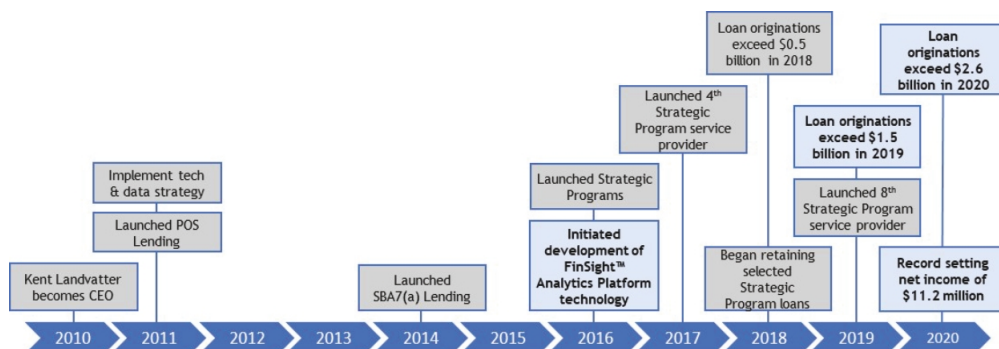 Kent Landvatter
becomes CEO
Implement tech
& data strategy
Launched POS
Lending
Launched
SBA7(a) Lending
Launched Strategic
Programs
Initiated
development of
FinSight™
Analytics Platform
technology
Launched 4th
Strategic
Program service
provider
Loan originations
exceed $0.5
billion in 2018
Began retaining
selected
Strategic
Program loans
Loan originations
exceed $1.5
billion in 2019
Launched 8th
Strategic Program
service provider
Loan
originations
exceed $2.6
billion in 2020
Record setting
net income of
$11.2 million
2010 2011 2012 2013 2014 2015 2016 2017 2018 2019 2020